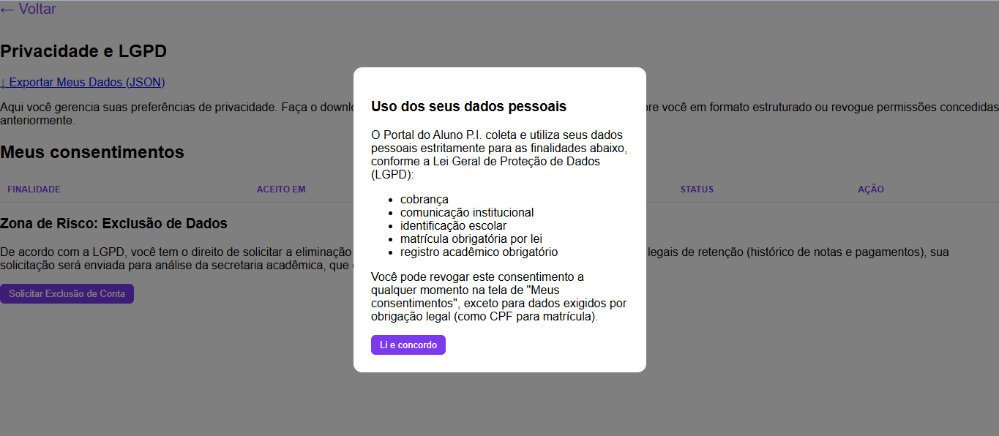 ← Voltar
Privacidade e LGPD
↓ Exportar Meus Dados (JSON)
Aqui você gerencia suas preferências de privacidade. Faça o você em formato estruturado ou revogue permissões concedidas
anteriormente.
Meus consentimentos
FINALIDADE ACEITO EM STATUS AÇÃO
Zona de Risco: Exclusão de Dados
De acordo com a LGPD, você tem o direito de solicitar a eliminação legais de retenção (histórico de notas e pagamentos), sua
solicitação será enviada para análise da secretaria acadêmica, que
Solicitar Exclusão de Conta
Uso dos seus dados pessoais
O Portal do Aluno P.I. coleta e utiliza seus dados
pessoais estritamente para as finalidades abaixo,
conforme a Lei Geral de Proteção de Dados
(LGPD):
• cobrança
• comunicação institucional
• identificação escolar
• matrícula obrigatória por lei
• registro acadêmico obrigatório
Você pode revogar este consentimento a
qualquer momento na tela de "Meus
consentimentos", exceto para dados exigidos por
obrigação legal (como CPF para matrícula).
Li e concordo